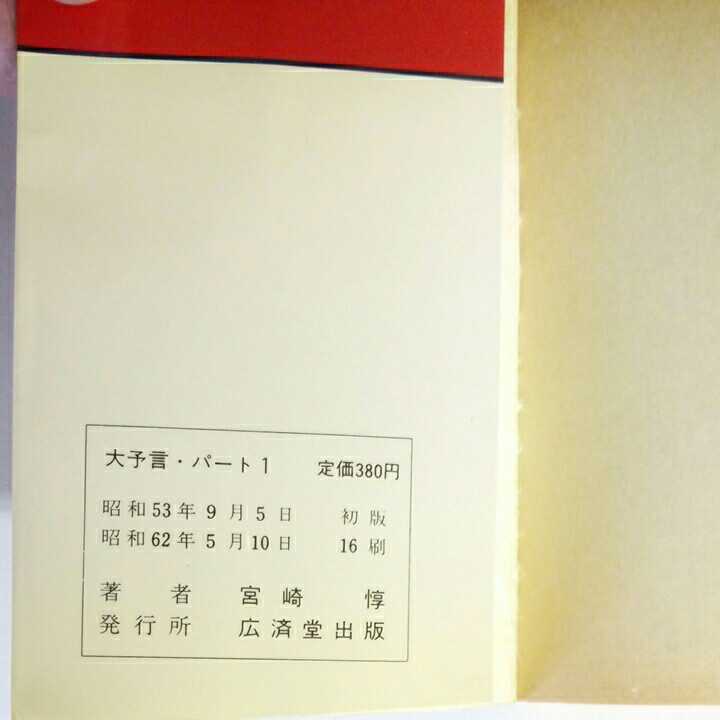 大予言・パート1 定価380円
昭和53年9月5日 初版
昭和62年5月10日 16刷
著者 宮崎 惇
発行所 広済堂出版